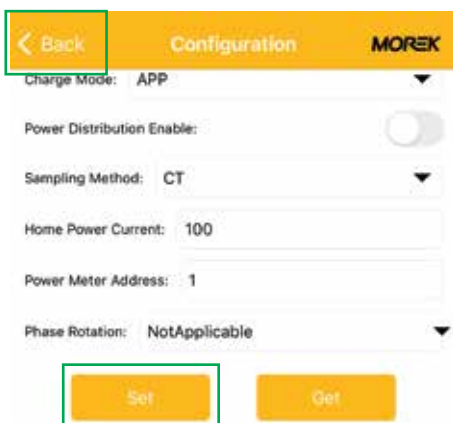 Back Configuration MOREK
Charge Mode: APP
Power Distribution Enable:
Sampling Method: CT
Home Power Current: 100
Power Meter Address: 1
Phase Rotation: NotApplicable
Set Get